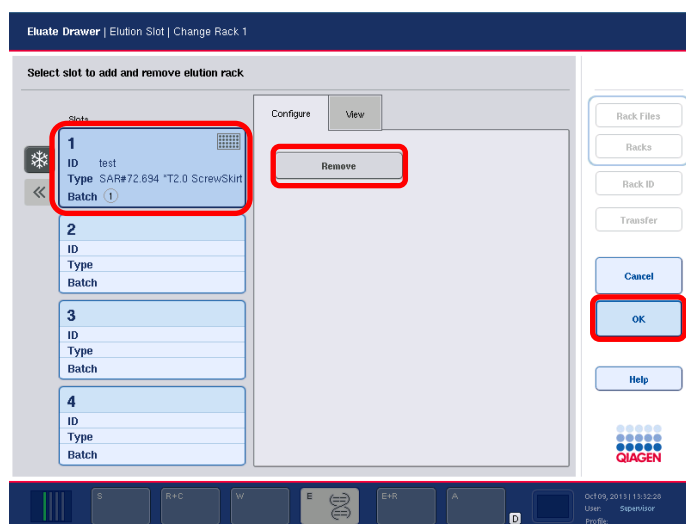 Eluate Drawer | Elution Slot | Change Rack 1
Select slot to add and remove elution rack
Slots
1
ID test
Type SAR#72.694 *T2.0 ScrewSkirt
Batch 1
2
ID
Type
Batch
3
ID
Type
Batch
4
ID
Type
Batch
Configure View
Remove
Rack Files
Racks
Rack ID
Transfer
Cancel
OK
Help
QIAGEN
S R+C W E E+R A D
Oct 09, 2013 | 13:32:20
User: Supervisor
Profile: